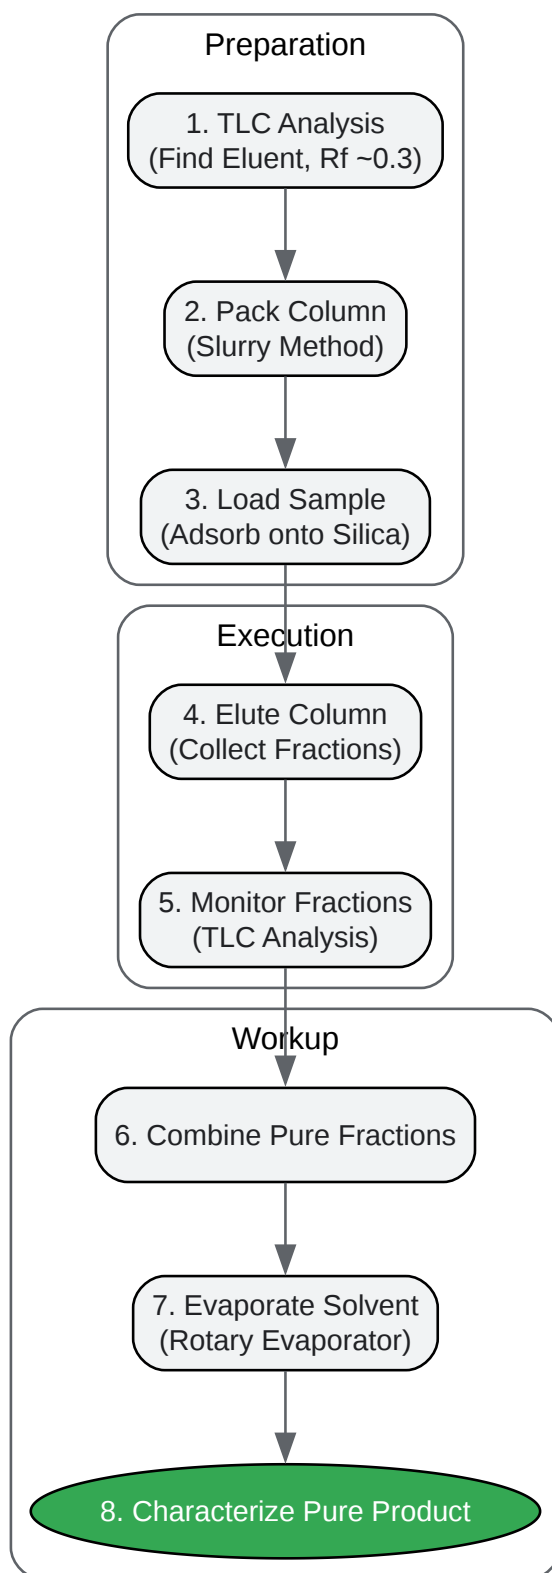 Preparation
1. TLC Analysis
(Find Eluent, Rf ~0.3)
2. Pack Column
(Slurry Method)
3. Load Sample
(Adsorb onto Silica)
Execution
4. Elute Column
(Collect Fractions)
5. Monitor Fractions
(TLC Analysis)
Workup
6. Combine Pure Fractions
7. Evaporate Solvent
(Rotary Evaporator)
8. Characterize Pure Product